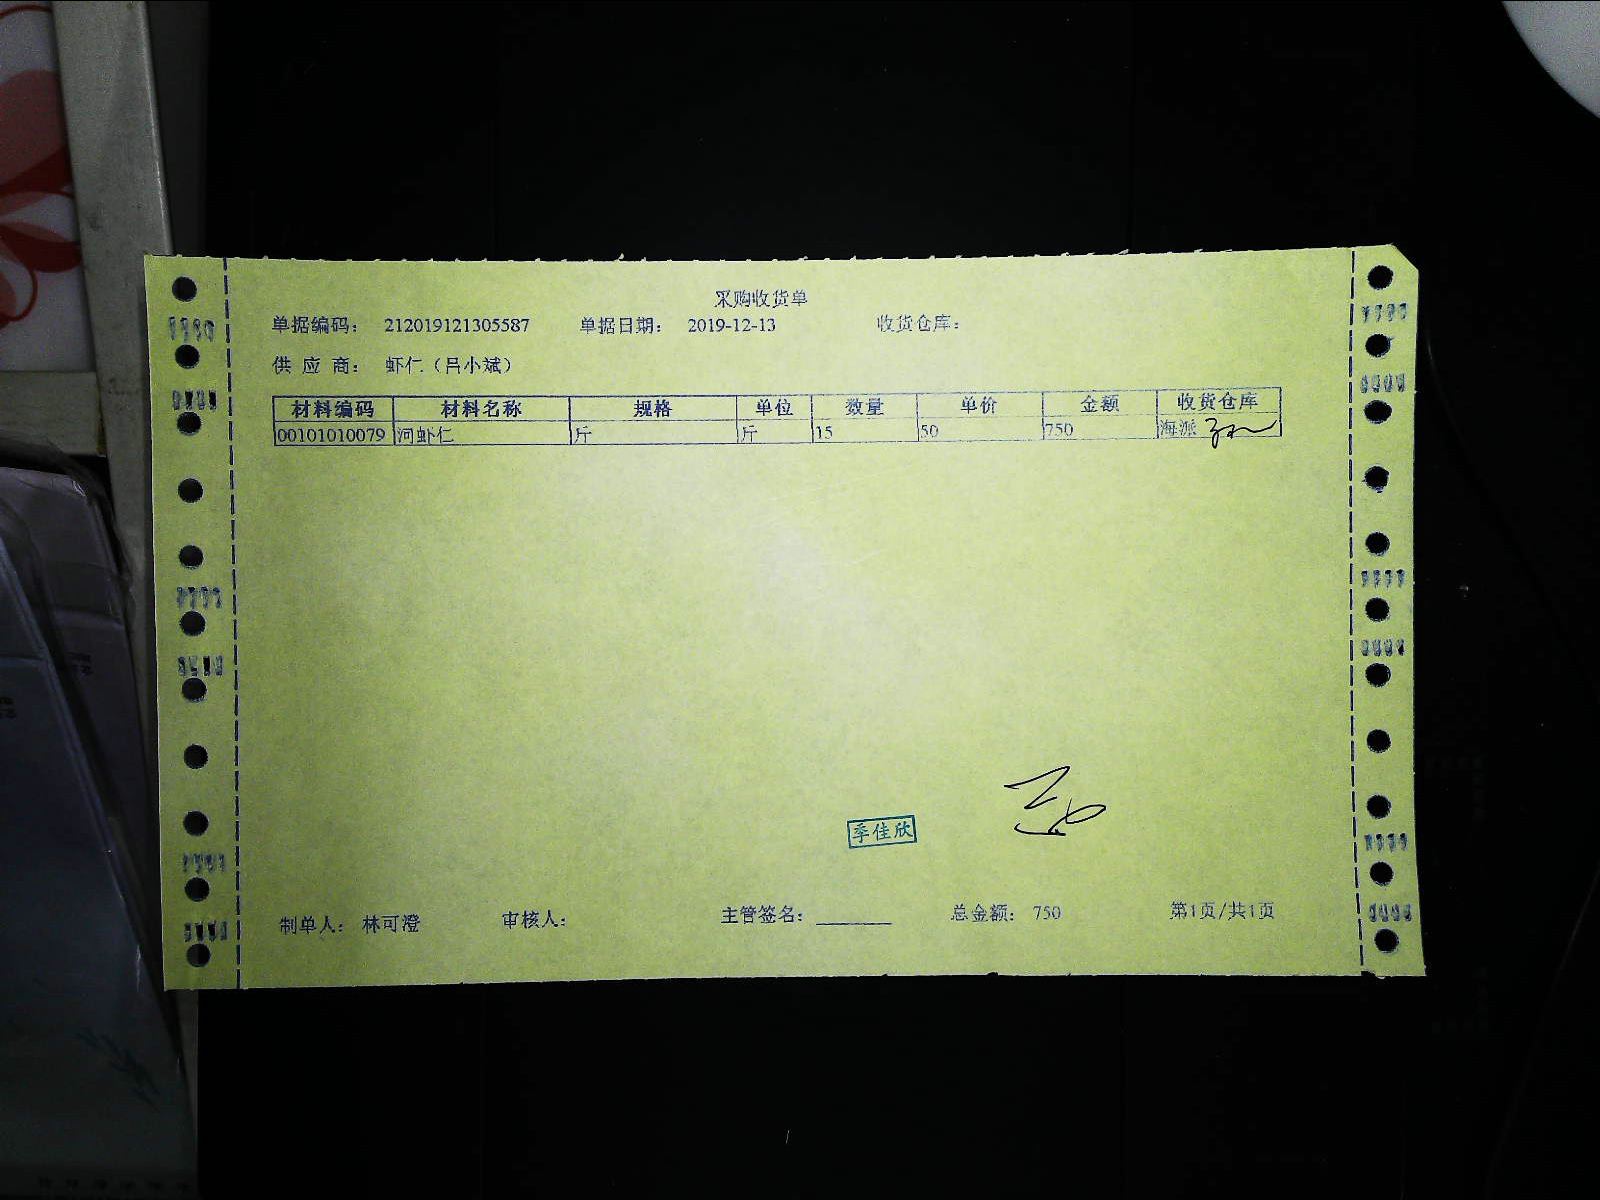 采购收货单
单据编码： 212019121305587 单据日期： 2019-12-13 收货仓库：
供 应 商： 虾仁（吕小斌）
材料编码 材料名称 规格 单位 数量 单价 金额 收货仓库
00101010079 河虾仁 斤 斤 15 50 750 海派
季佳欣
制单人： 林可澄 审核人： 主管签名： 总金额： 750 第1页/共1页